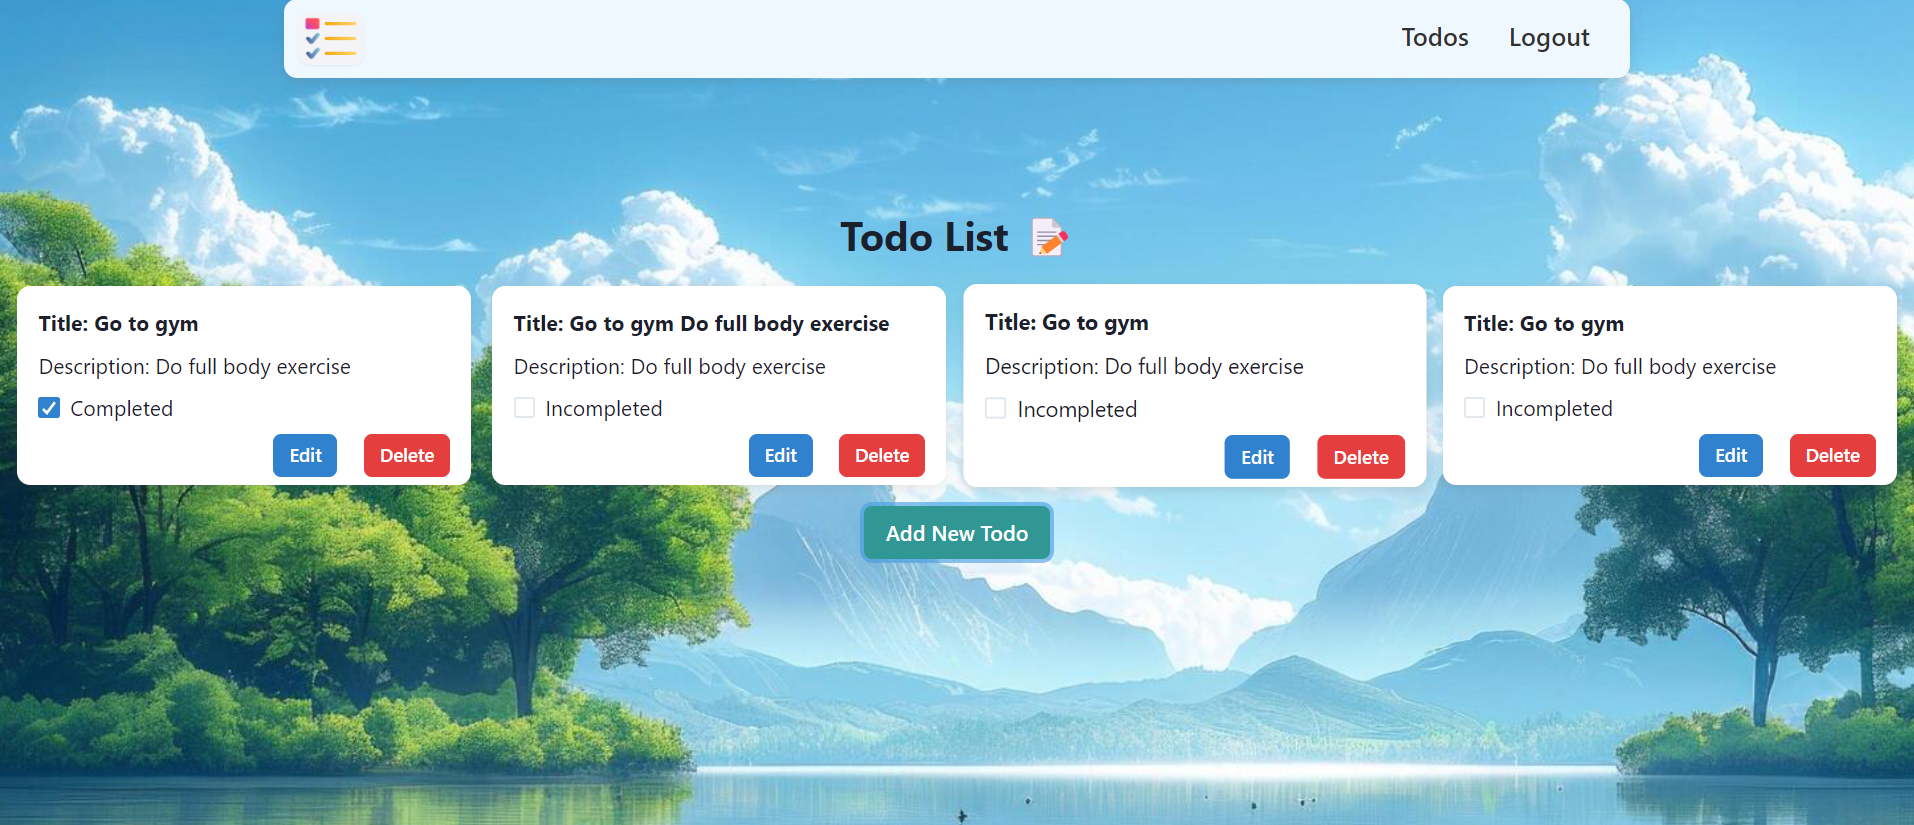 Todos Logout
Todo List
Title: Go to gym
Description: Do full body exercise
Completed
Edit Delete
Title: Go to gym Do full body exercise
Description: Do full body exercise
Incompleted
Edit Delete
Title: Go to gym
Description: Do full body exercise
Incompleted
Edit Delete
Title: Go to gym
Description: Do full body exercise
Incompleted
Edit Delete
Add New Todo